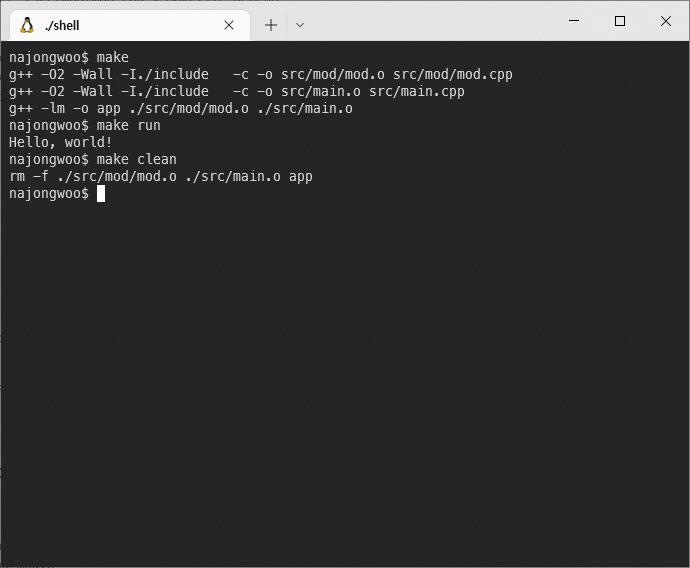 ./shell
najongwoo$ make
g++ -O2 -Wall -I./include   -c -o src/mod/mod.o src/mod/mod.cpp
g++ -O2 -Wall -I./include   -c -o src/main.o src/main.cpp
g++ -lm -o app ./src/mod/mod.o ./src/main.o
najongwoo$ make run
Hello, world!
najongwoo$ make clean
rm -f ./src/mod/mod.o ./src/main.o app
najongwoo$